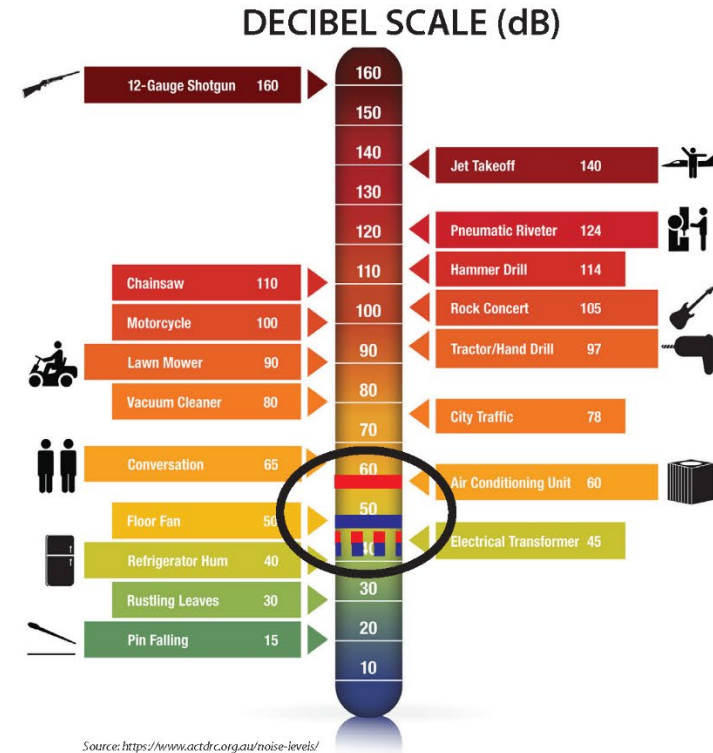 DECIBEL SCALE (dB)
12-Gauge Shotgun 160
Chainsaw 110
Motorcycle 100
Lawn Mower 90
Vacuum Cleaner 80
Conversation 65
Floor Fan 50
Refrigerator Hum 40
Rustling Leaves 30
Pin Falling 15
160
150
140
130
120
110
100
90
80
70
60
50
40
30
20
10
Jet Takeoff 140
Pneumatic Riveter 124
Hammer Drill 114
Rock Concert 105
Tractor/Hand Drill 97
City Traffic 78
Air Conditioning Unit 60
Electrical Transformer 45
Source: https://www.actdrc.org.au/noise-levels/